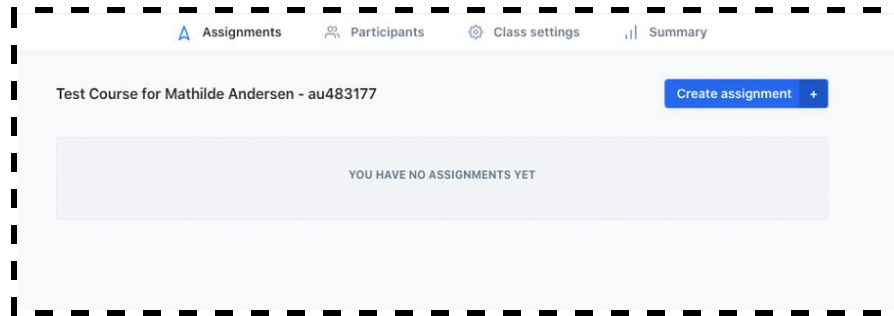 Assignments Participants Class settings Summary
Test Course for Mathilde Andersen - au483177 Create assignment +
YOU HAVE NO ASSIGNMENTS YET